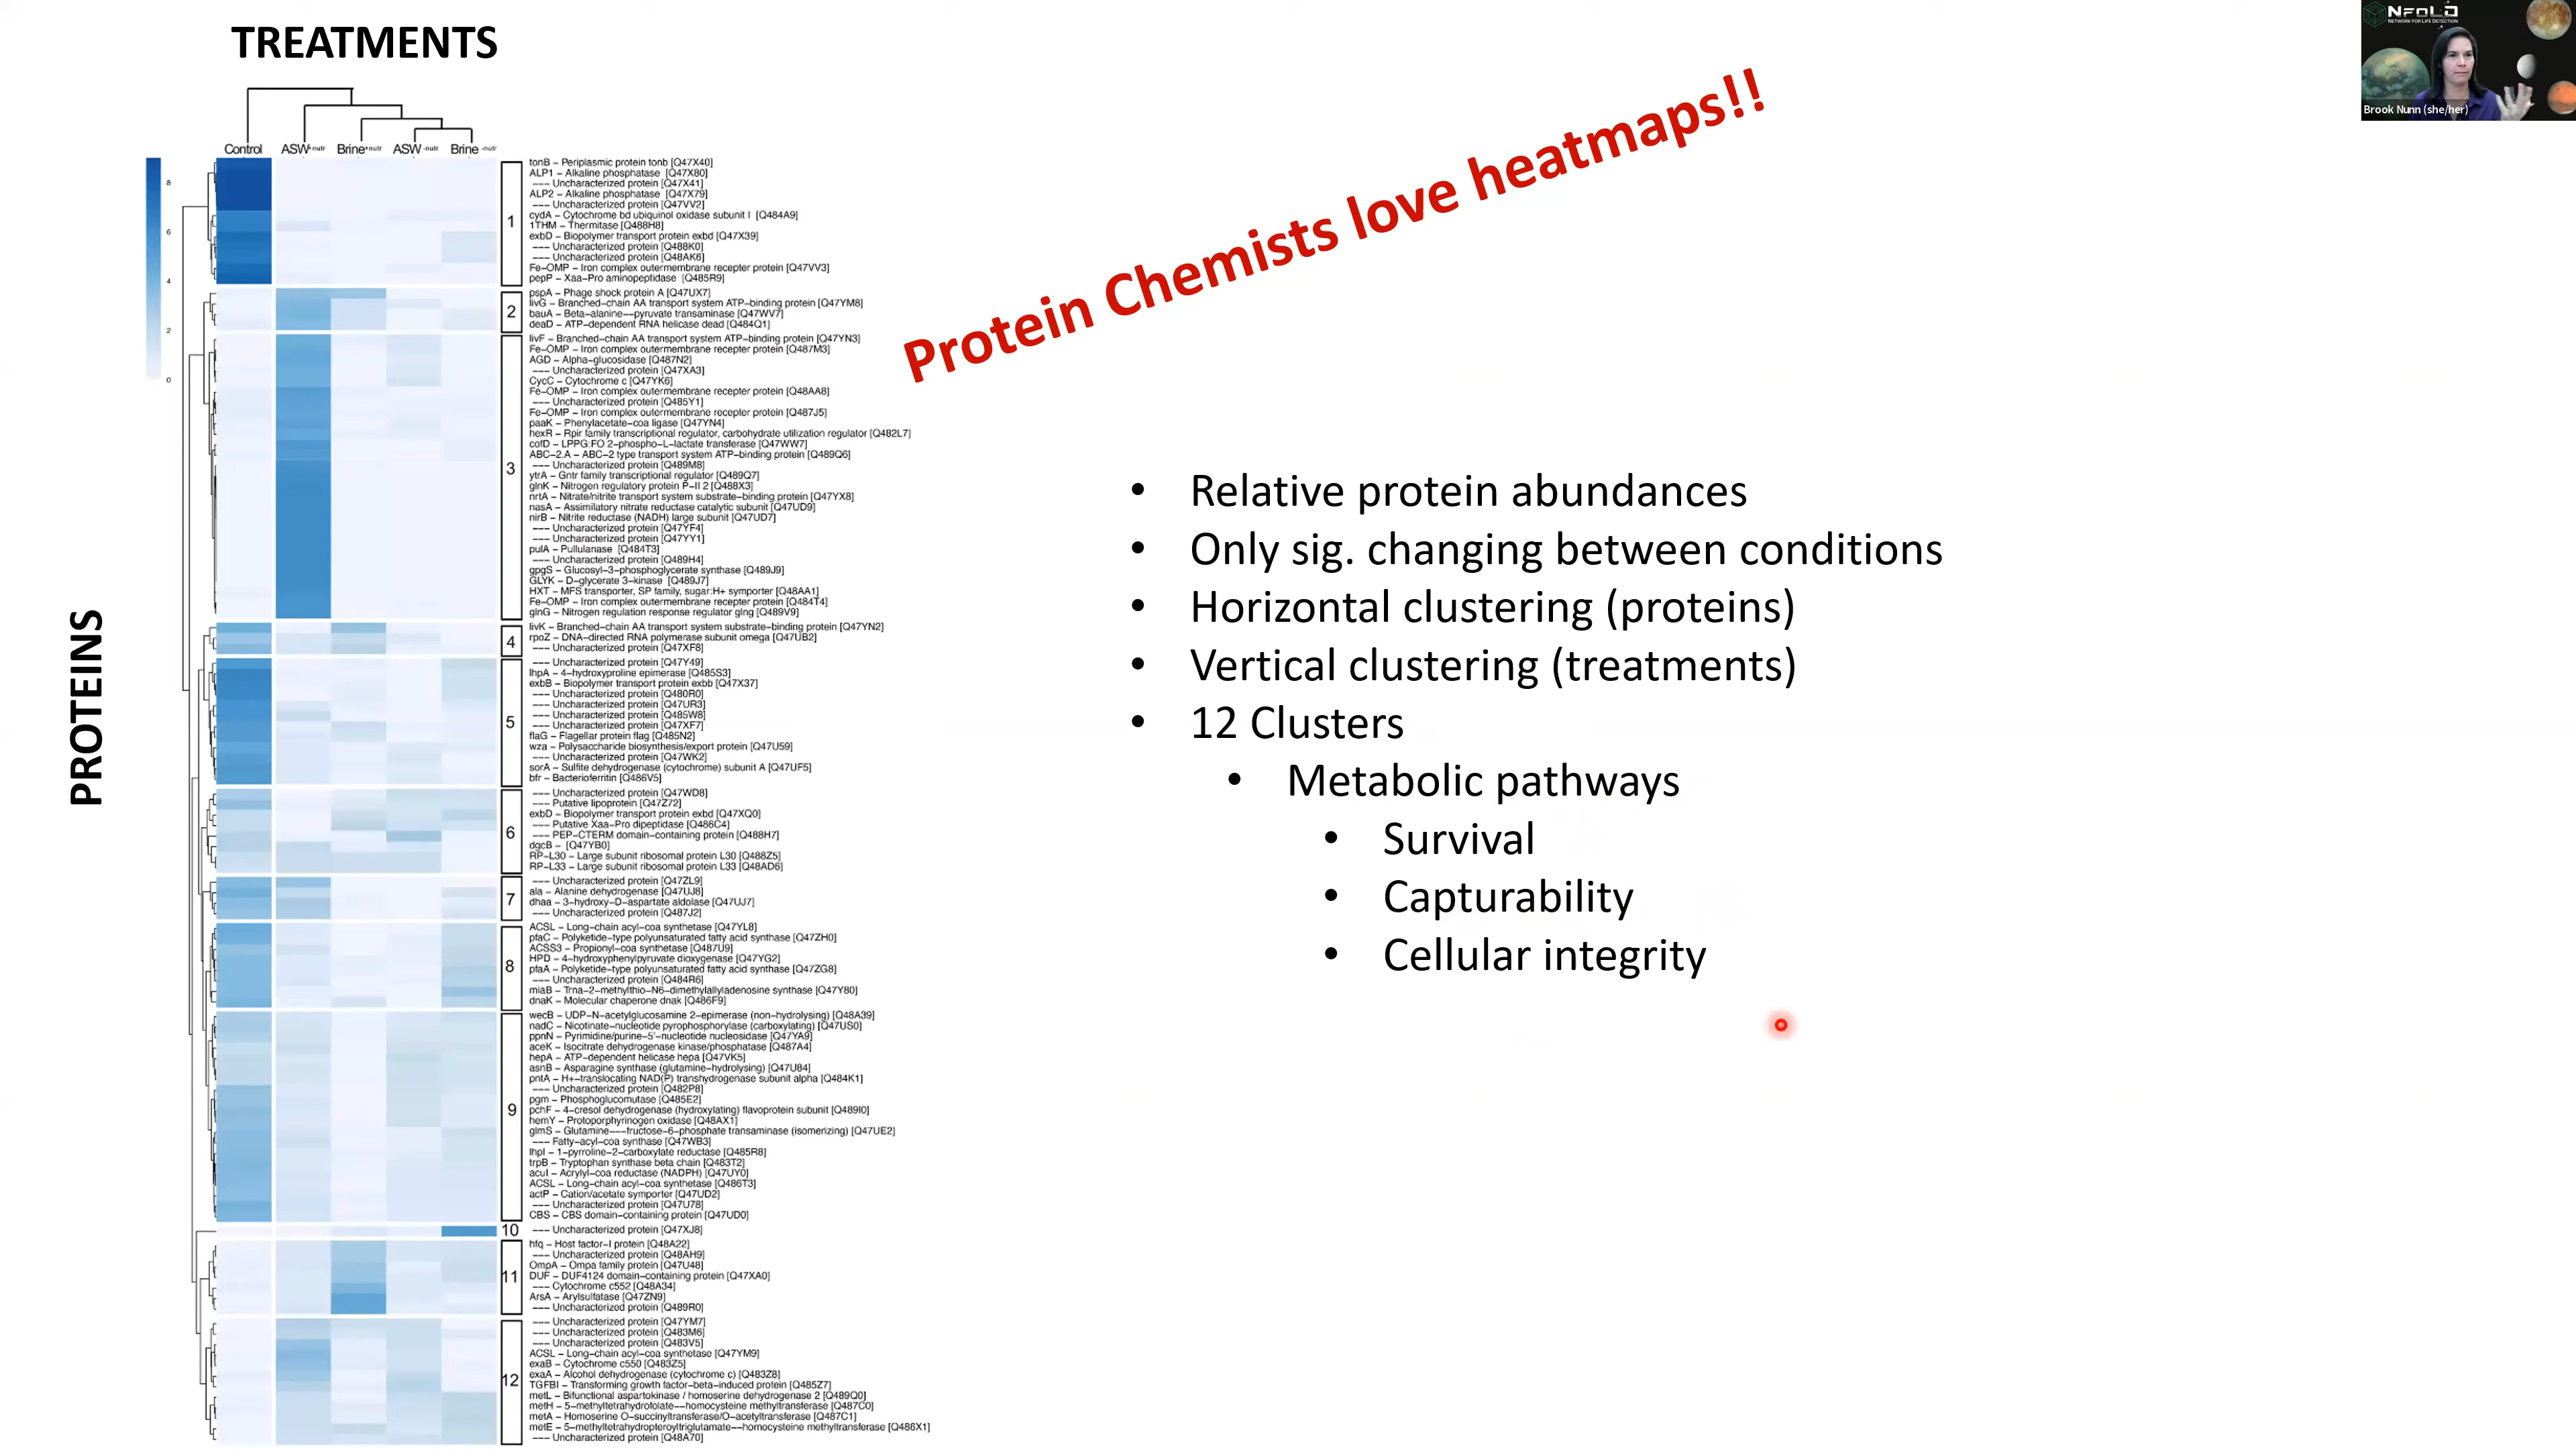 TREATMENTS
NFOLD
NETWORK FOR LIFE DETECTION
Brook Nunn (she/her)
Protein Chemists love heatmaps!!
Control ASW+nutr Brine+nutr ASW -nutr Brine -nutr
8
6
4
2
0
PROTEINS
1
tonB – Periplasmic protein tonb [Q47X40]
ALP1 – Alkaline phosphatase [Q47X80]
––– Uncharacterized protein [Q47X41]
ALP2 – Alkaline phosphatase [Q47X79]
––– Uncharacterized protein [Q47VV2]
cydA – Cytochrome bd ubiquinol oxidase subunit I [Q484A9]
1THM – Thermitase [Q488H8]
exbD – Biopolymer transport protein exbd [Q47X39]
––– Uncharacterized protein [Q488K0]
––– Uncharacterized protein [Q48AK6]
Fe–OMP – Iron complex outermembrane recepter protein [Q47VV3]
pepP – Xaa–Pro aminopeptidase [Q485R9]
2
pspA – Phage shock protein A [Q47UX7]
livG – Branched–chain AA transport system ATP–binding protein [Q47YM8]
bauA – Beta–alanine––pyruvate transaminase [Q47WV7]
deaD – ATP–dependent RNA helicase dead [Q484Q1]
3
livF – Branched–chain AA transport system ATP–binding protein [Q47YN3]
Fe–OMP – Iron complex outermembrane recepter protein [Q487M3]
AGD – Alpha–glucosidase [Q487N2]
––– Uncharacterized protein [Q47XA3]
CycC – Cytochrome c [Q47YK6]
Fe–OMP – Iron complex outermembrane recepter protein [Q48AA8]
––– Uncharacterized protein [Q485Y1]
Fe–OMP – Iron complex outermembrane recepter protein [Q487J5]
paaK – Phenylacetate–coa ligase [Q47YN4]
hexR – Rpir family transcriptional regulator, carbohydrate utilization regulator [Q482L7]
cofD – LPPG:FO 2–phospho–L–lactate transferase [Q47WW7]
ABC–2.A – ABC–2 type transport system ATP–binding protein [Q489Q6]
––– Uncharacterized protein [Q489M8]
ytrA – Gntr family transcriptional regulator [Q489Q7]
glnK – Nitrogen regulatory protein P–II 2 [Q488X3]
nrtA – Nitrate/nitrite transport system substrate–binding protein [Q47YX8]
nasA – Assimilatory nitrate reductase catalytic subunit [Q47UD9]
nirB – Nitrite reductase (NADH) large subunit [Q47UD7]
––– Uncharacterized protein [Q47YF4]
––– Uncharacterized protein [Q47YY1]
pulA – Pullulanase [Q484T3]
––– Uncharacterized protein [Q489H4]
gpgS – Glucosyl–3–phosphoglycerate synthase [Q489J9]
GLYK – D–glycerate 3–kinase [Q489J7]
HXT – MFS transporter, SP family, sugar:H+ symporter [Q48AA1]
Fe–OMP – Iron complex outermembrane recepter protein [Q484T4]
glnG – Nitrogen regulation response regulator glng [Q489V9]
4
livK – Branched–chain AA transport system substrate–binding protein [Q47YN2]
rpoZ – DNA–directed RNA polymerase subunit omega [Q47UB2]
––– Uncharacterized protein [Q47XF8]
5
––– Uncharacterized protein [Q47Y49]
lhpA – 4–hydroxyproline epimerase [Q485S3]
exbB – Biopolymer transport protein exbb [Q47X37]
––– Uncharacterized protein [Q480R0]
––– Uncharacterized protein [Q47UR3]
––– Uncharacterized protein [Q485W8]
––– Uncharacterized protein [Q47XF7]
flaG – Flagellar protein flag [Q485N2]
wza – Polysaccharide biosynthesis/export protein [Q47U59]
––– Uncharacterized protein [Q47WK2]
sorA – Sulfite dehydrogenase (cytochrome) subunit A [Q47UF5]
bfr – Bacterioferritin [Q486V5]
6
––– Uncharacterized protein [Q47WD8]
––– Putative lipoprotein [Q47Z72]
exbD – Biopolymer transport protein exbd [Q47XQ0]
––– Putative Xaa–Pro dipeptidase [Q486C4]
––– PEP–CTERM domain–containing protein [Q488H7]
dgcB – [Q47YB0]
RP–L30 – Large subunit ribosomal protein L30 [Q488Z5]
RP–L33 – Large subunit ribosomal protein L33 [Q48AD6]
7
––– Uncharacterized protein [Q47ZL9]
ala – Alanine dehydrogenase [Q47UJ8]
dhaa – 3–hydroxy–D–aspartate aldolase [Q47UJ7]
––– Uncharacterized protein [Q487J2]
8
ACSL – Long–chain acyl–coa synthetase [Q47YL8]
pfaC – Polyketide–type polyunsaturated fatty acid synthase [Q47ZH0]
ACSS3 – Propionyl–coa synthetase [Q487U9]
HPD – 4–hydroxyphenylpyruvate dioxygenase [Q47YG2]
pfaA – Polyketide–type polyunsaturated fatty acid synthase [Q47ZG8]
––– Uncharacterized protein [Q484R6]
miaB – Trna–2–methylthio–N6–dimethylallyladenosine synthase [Q47Y80]
dnaK – Molecular chaperone dnak [Q486F9]
9
wecB – UDP–N–acetylglucosamine 2–epimerase (non–hydrolysing) [Q48A39]
nadC – Nicotinate–nucleotide pyrophosphorylase (carboxylating) [Q47US0]
ppnN – Pyrimidine/purine–5'–nucleotide nucleosidase [Q47YA9]
aceK – Isocitrate dehydrogenase kinase/phosphatase [Q487A4]
hepA – ATP–dependent helicase hepa [Q47VK5]
asnB – Asparagine synthase (glutamine–hydrolysing) [Q47U84]
pntA – H+–translocating NAD(P) transhydrogenase subunit alpha [Q484K1]
––– Uncharacterized protein [Q482P8]
pgm – Phosphoglucomutase [Q485E2]
pchF – 4–cresol dehydrogenase (hydroxylating) flavoprotein subunit [Q489I0]
hemY – Protoporphyrinogen oxidase [Q48AX1]
glmS – Glutamine–––fructose–6–phosphate transaminase (isomerizing) [Q47UE2]
––– Fatty–acyl–coa synthase [Q47WB3]
lhpI – 1–pyrroline–2–carboxylate reductase [Q485R8]
trpB – Tryptophan synthase beta chain [Q483T2]
acuI – Acrylyl–coa reductase (NADPH) [Q47UY0]
ACSL – Long–chain acyl–coa synthetase [Q486T3]
actP – Cation/acetate symporter [Q47UD2]
––– Uncharacterized protein [Q47U78]
CBS – CBS domain–containing protein [Q47UD0]
10
––– Uncharacterized protein [Q47XJ8]
11
hfq – Host factor–I protein [Q48A22]
––– Uncharacterized protein [Q48AH9]
OmpA – Ompa family protein [Q47U48]
DUF – DUF4124 domain–containing protein [Q47XA0]
––– Cytochrome c552 [Q48A34]
ArsA – Arylsulfatase [Q47ZN9]
––– Uncharacterized protein [Q489R0]
12
––– Uncharacterized protein [Q47YM7]
––– Uncharacterized protein [Q483M6]
––– Uncharacterized protein [Q483V5]
ACSL – Long–chain acyl–coa synthetase [Q47YM9]
exaB – Cytochrome c550 [Q483Z5]
exaA – Alcohol dehydrogenase (cytochrome c) [Q483Z8]
TGFBI – Transforming growth factor–beta–induced protein [Q485Z7]
metL – Bifunctional aspartokinase / homoserine dehydrogenase 2 [Q489Q0]
metH – 5–methyltetrahydrofolate––homocysteine methyltransferase [Q487C0]
metA – Homoserine O–succinyltransferase/O–acetyltransferase [Q487C1]
metE – 5–methyltetrahydropteroyltriglutamate––homocysteine methyltransferase [Q486X1]
––– Uncharacterized protein [Q48A70]
• Relative protein abundances
• Only sig. changing between conditions
• Horizontal clustering (proteins)
• Vertical clustering (treatments)
• 12 Clusters
• Metabolic pathways
• Survival
• Capturability
• Cellular integrity